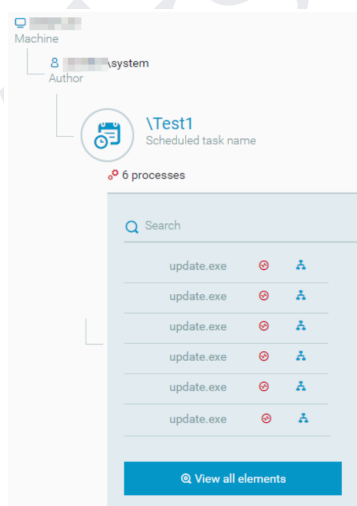 Machine
\system
Author
\Test1
Scheduled task name
6 processes
Search
update.exe
update.exe
update.exe
update.exe
update.exe
update.exe
View all elements